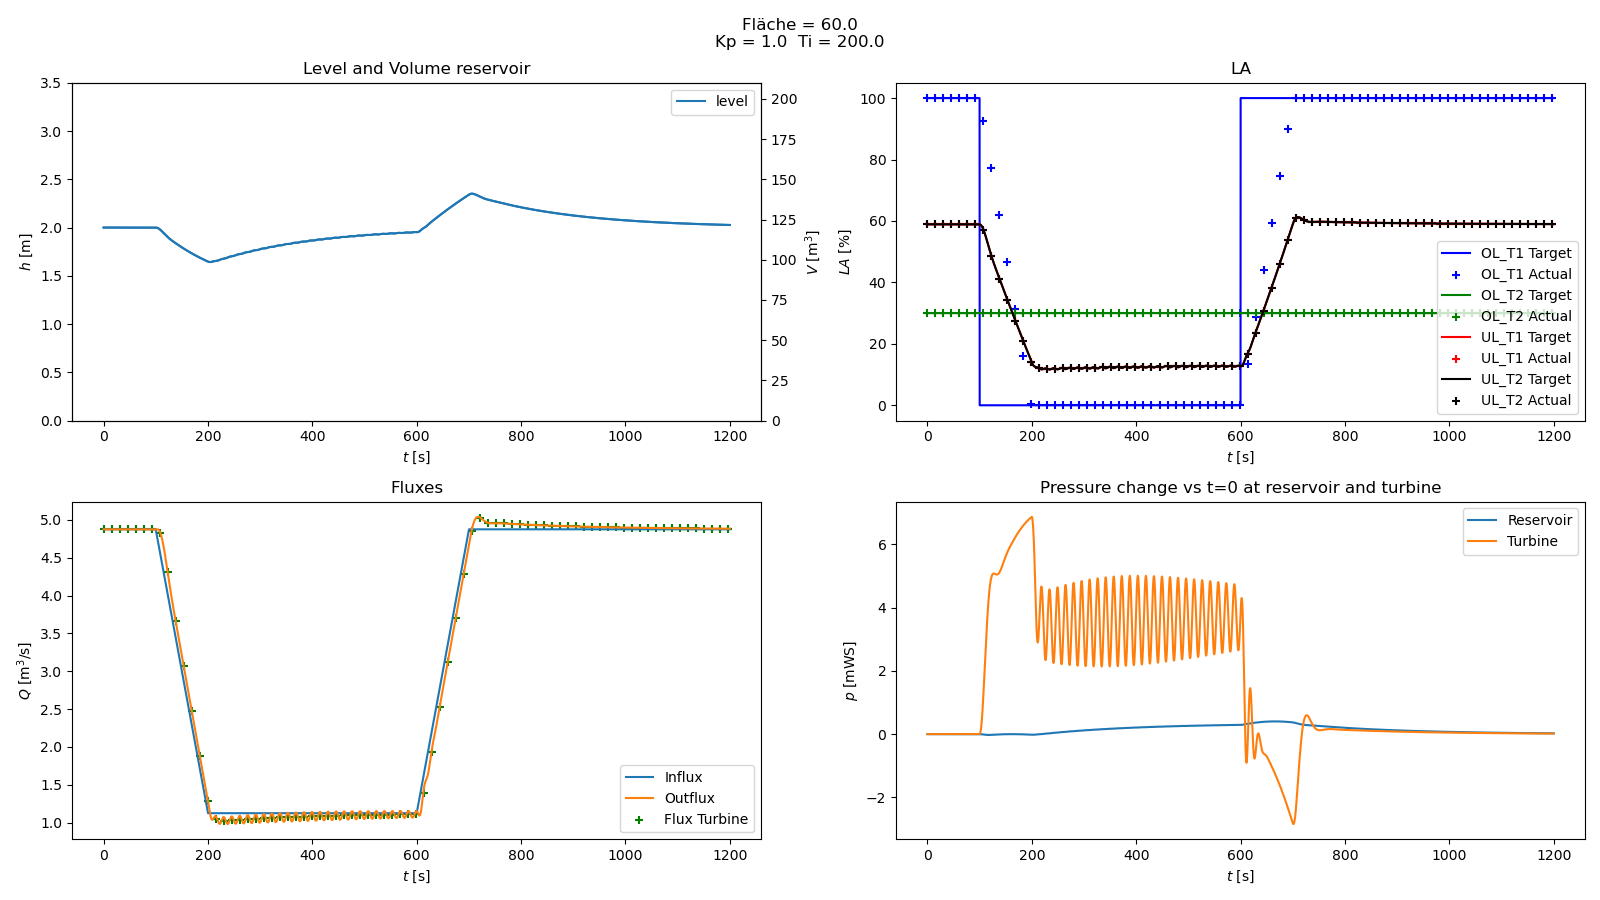 Fläche = 60.0
Kp = 1.0  Ti = 200.0
Level and Volume reservoir
3.5
3.0
2.5
2.0
1.5
1.0
0.5
0.0
h [m]
level
200
175
150
125
100
75
50
25
0
V [m³]
0 200 400 600 800 1000 1200
t [s]
LA
100
80
60
40
20
0
LA [%]
OL_T1 Target
OL_T1 Actual
OL_T2 Target
OL_T2 Actual
UL_T1 Target
UL_T1 Actual
UL_T2 Target
UL_T2 Actual
0 200 400 600 800 1000 1200
t [s]
Fluxes
5.0
4.5
4.0
3.5
3.0
2.5
2.0
1.5
1.0
Q [m³/s]
Influx
Outflux
Flux Turbine
0 200 400 600 800 1000 1200
t [s]
Pressure change vs t=0 at reservoir and turbine
6
4
2
0
−2
p [mWS]
Reservoir
Turbine
0 200 400 600 800 1000 1200
t [s]